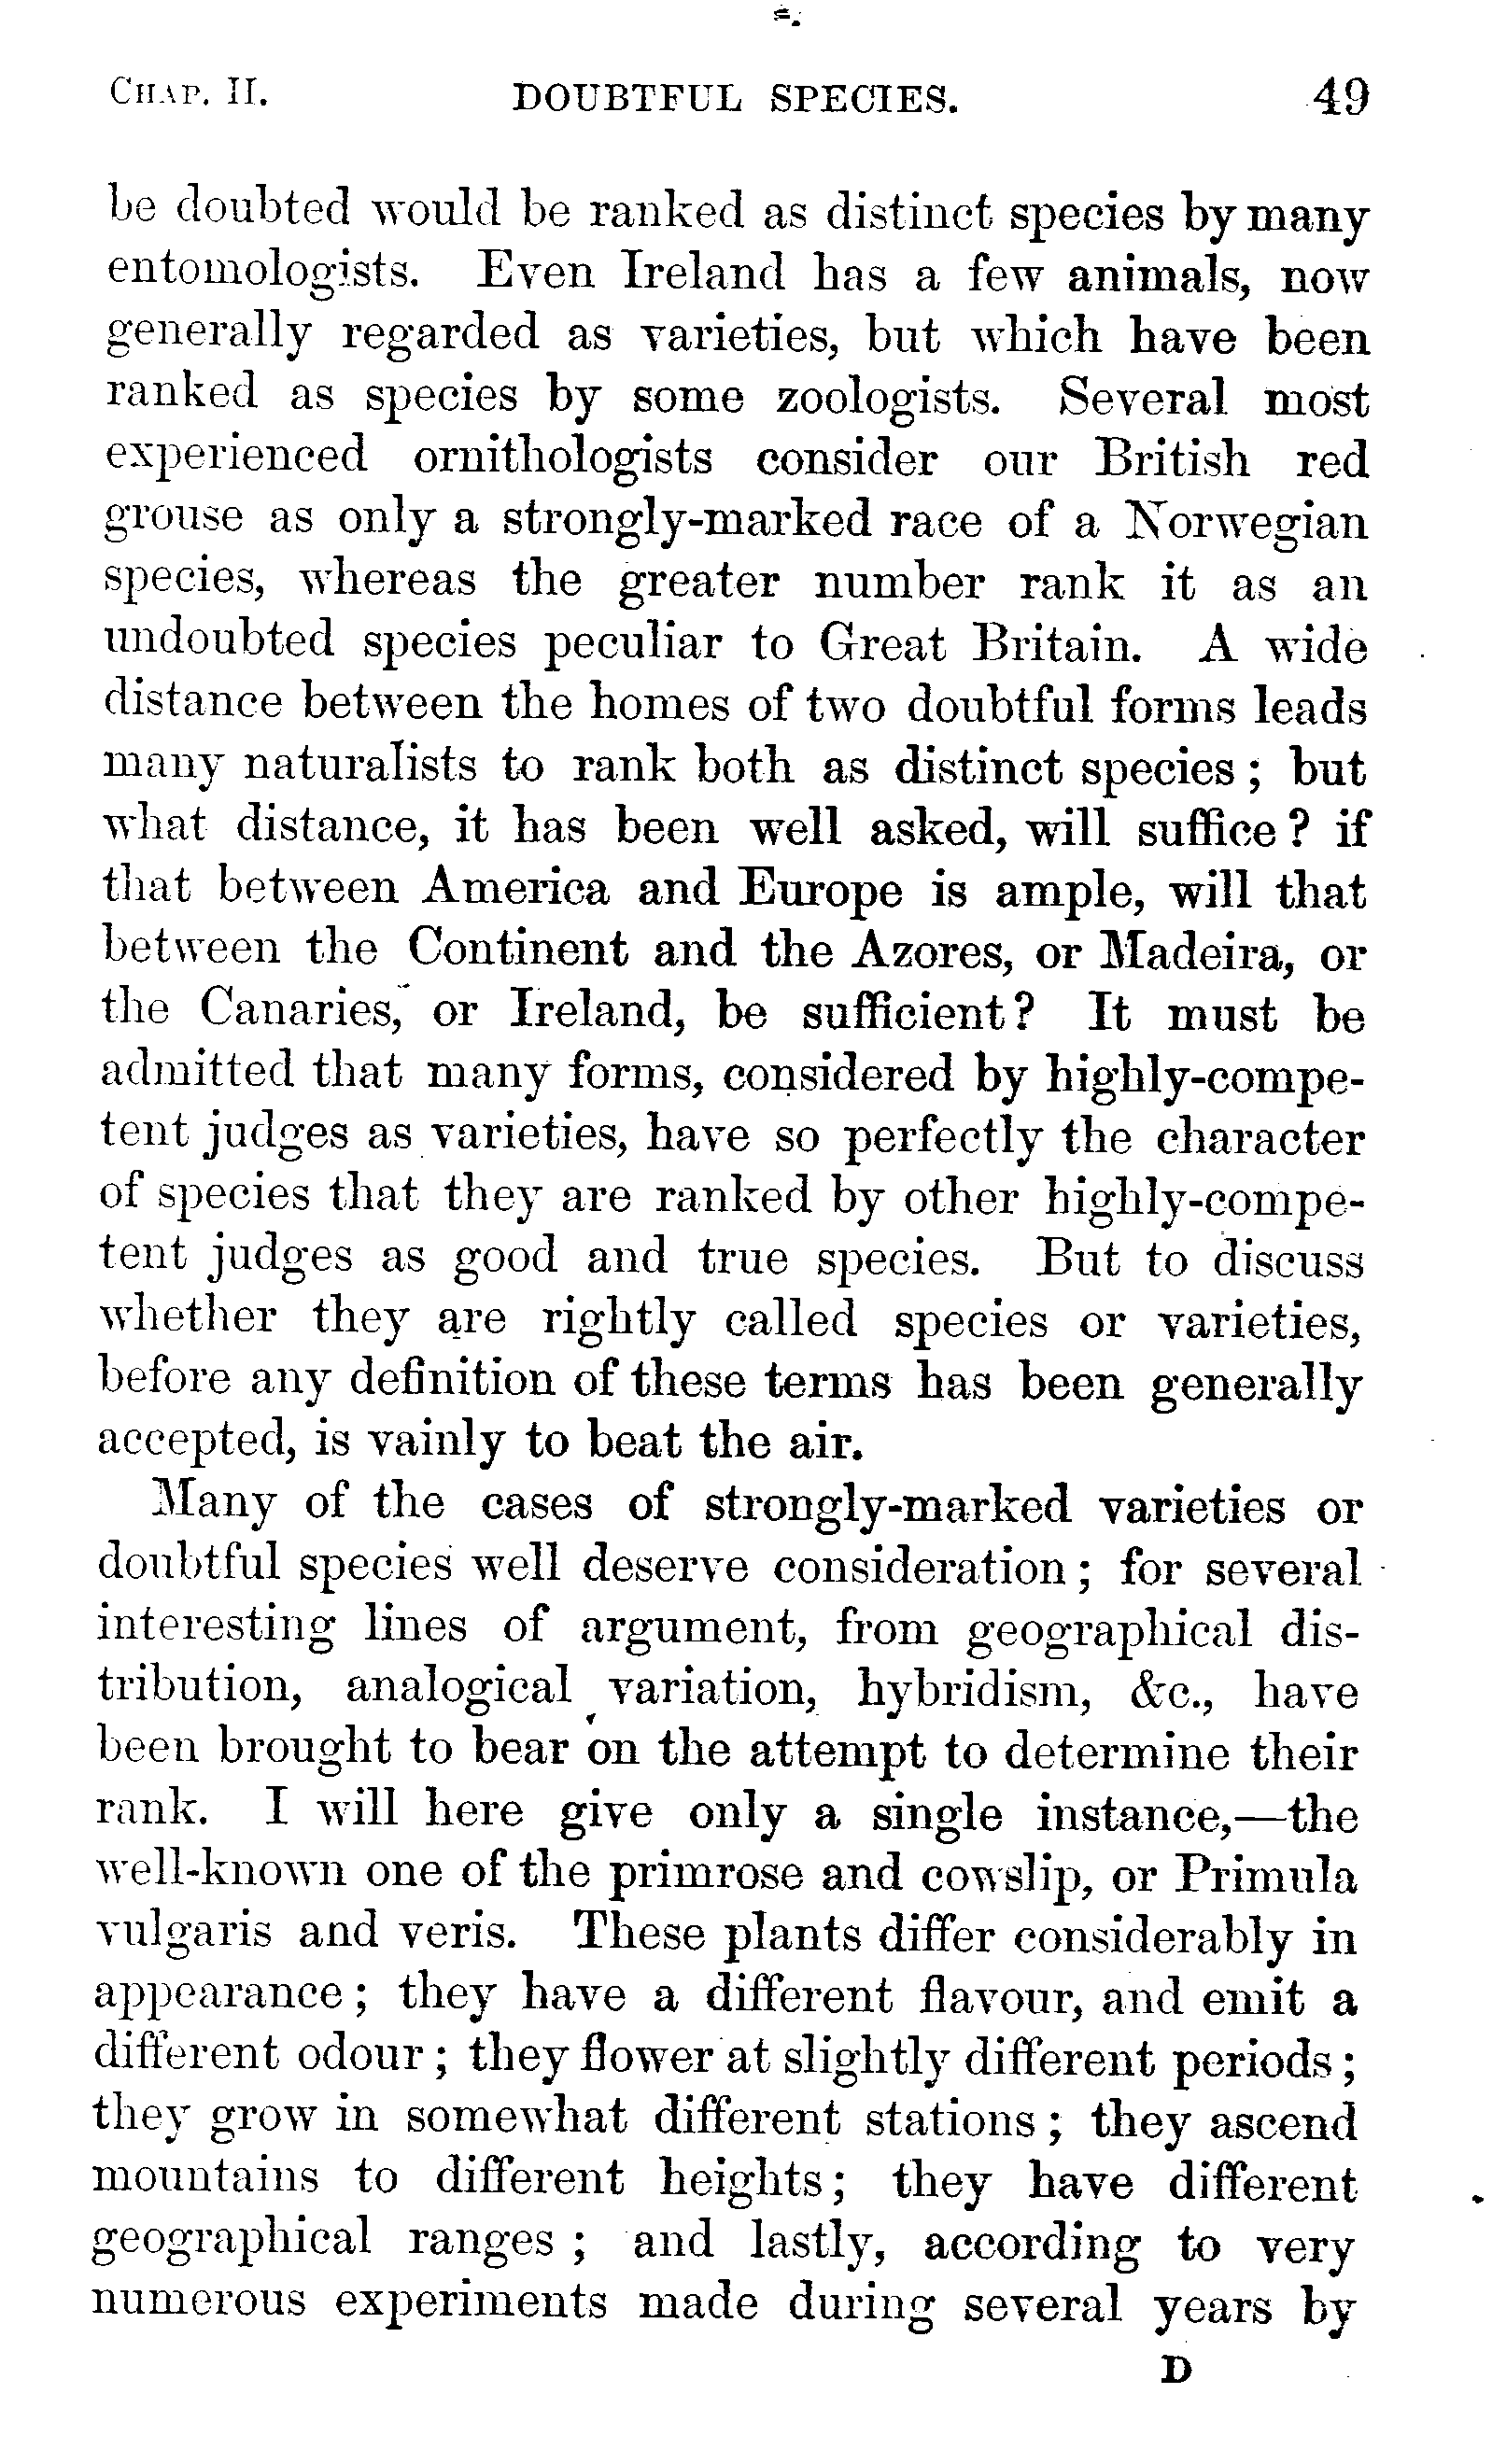 CHAP. II. DOUBTFUL SPECIES. 49
be doubted would be ranked as distinct species by many
entomologists. Even Ireland has a few animals, now
generally regarded as varieties, but which have been
ranked as species by some zoologists. Several most
experienced ornithologists consider our British red
grouse as only a strongly-marked race of a Norwegian
species, whereas the greater number rank it as an
undoubted species peculiar to Great Britain. A wide
distance between the homes of two doubtful forms leads
many naturalists to rank both as distinct species; but
what distance, it has been well asked, will suffice? if
that between America and Europe is ample, will that
between the Continent and the Azores, or Madeira, or
the Canaries, or Ireland, be sufficient? It must be
admitted that many forms, considered by highly-compe-
tent judges as varieties, have so perfectly the character
of species that they are ranked by other highly-compe-
tent judges as good and true species. But to discuss
whether they are rightly called species or varieties,
before any definition of these terms has been generally
accepted, is vainly to beat the air.
Many of the cases of strongly-marked varieties or
doubtful species well deserve consideration; for several
interesting lines of argument, from geographical dis-
tribution, analogical variation, hybridism, &c., have
been brought to bear on the attempt to determine their
rank. I will here give only a single instance,—the
well-known one of the primrose and cowslip, or Primula
vulgaris and veris. These plants differ considerably in
appearance; they have a different flavour, and emit a
different odour; they flower at slightly different periods;
they grow in somewhat different stations; they ascend
mountains to different heights; they have different
geographical ranges; and lastly, according to very
numerous experiments made during several years by
D